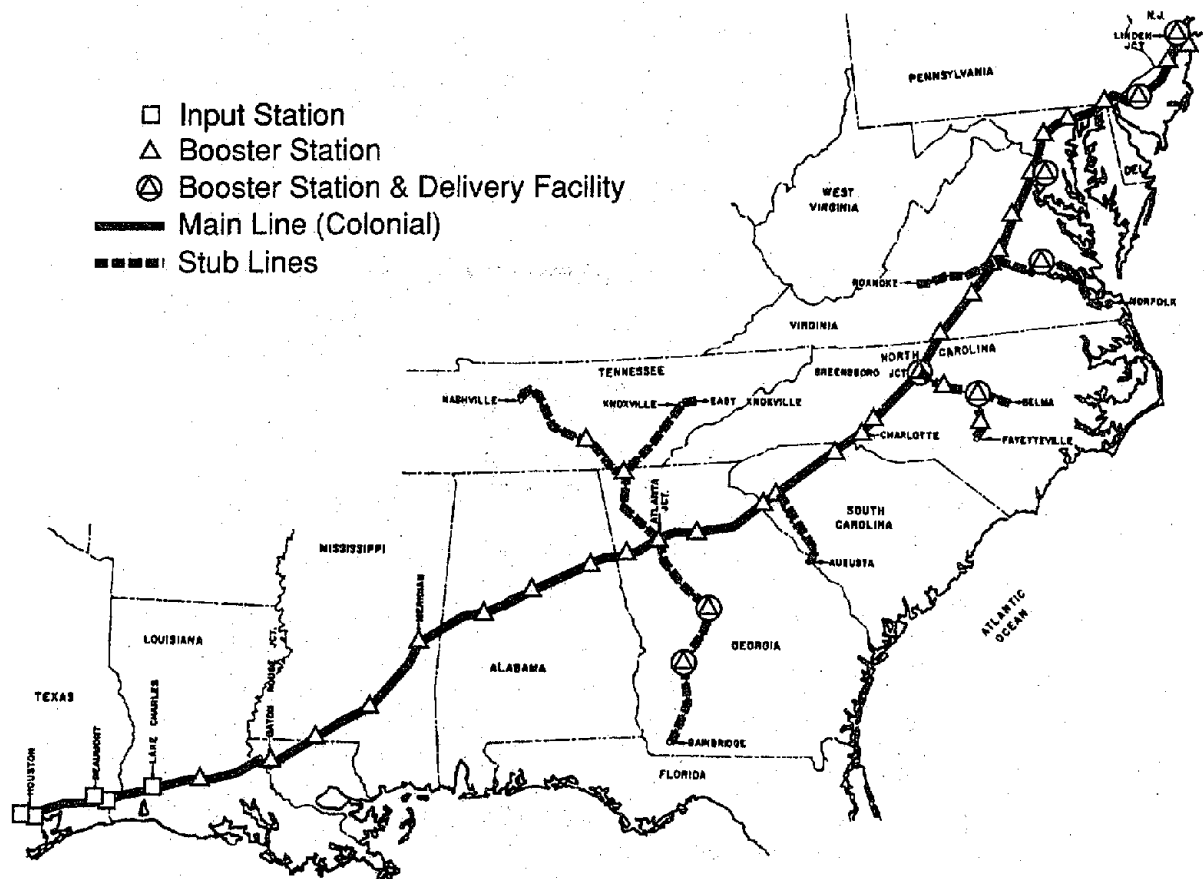 N.J.
LINDEN
JCT.
PENNSYLVANIA
Input Station
Booster Station
Booster Station & Delivery Facility
Main Line (Colonial)
Stub Lines
WEST
VIRGINIA
DEL.
ROANOKE
NORFOLK
VIRGINIA
NORTH CAROLINA
GREENSBORO JCT.
TENNESSEE
NASHVILLE
KNOXVILLE
EAST KNOXVILLE
SELMA
CHARLOTTE
FAYETTEVILLE
ATLANTA
JCT.
SOUTH
CAROLINA
MISSISSIPPI
AUGUSTA
MERIDIAN
ATLANTIC
OCEAN
LOUISIANA
BATON ROUGE JCT.
ALABAMA
GEORGIA
TEXAS
HOUSTON
BEAUMONT
LAKE CHARLES
BAINBRIDGE
FLORIDA